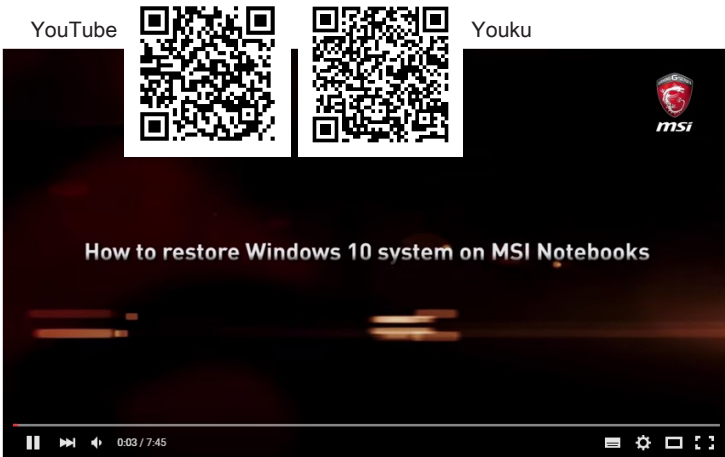 YouTube
Youku
msi
How to restore Windows 10 system on MSI Notebooks
0:03 / 7:45